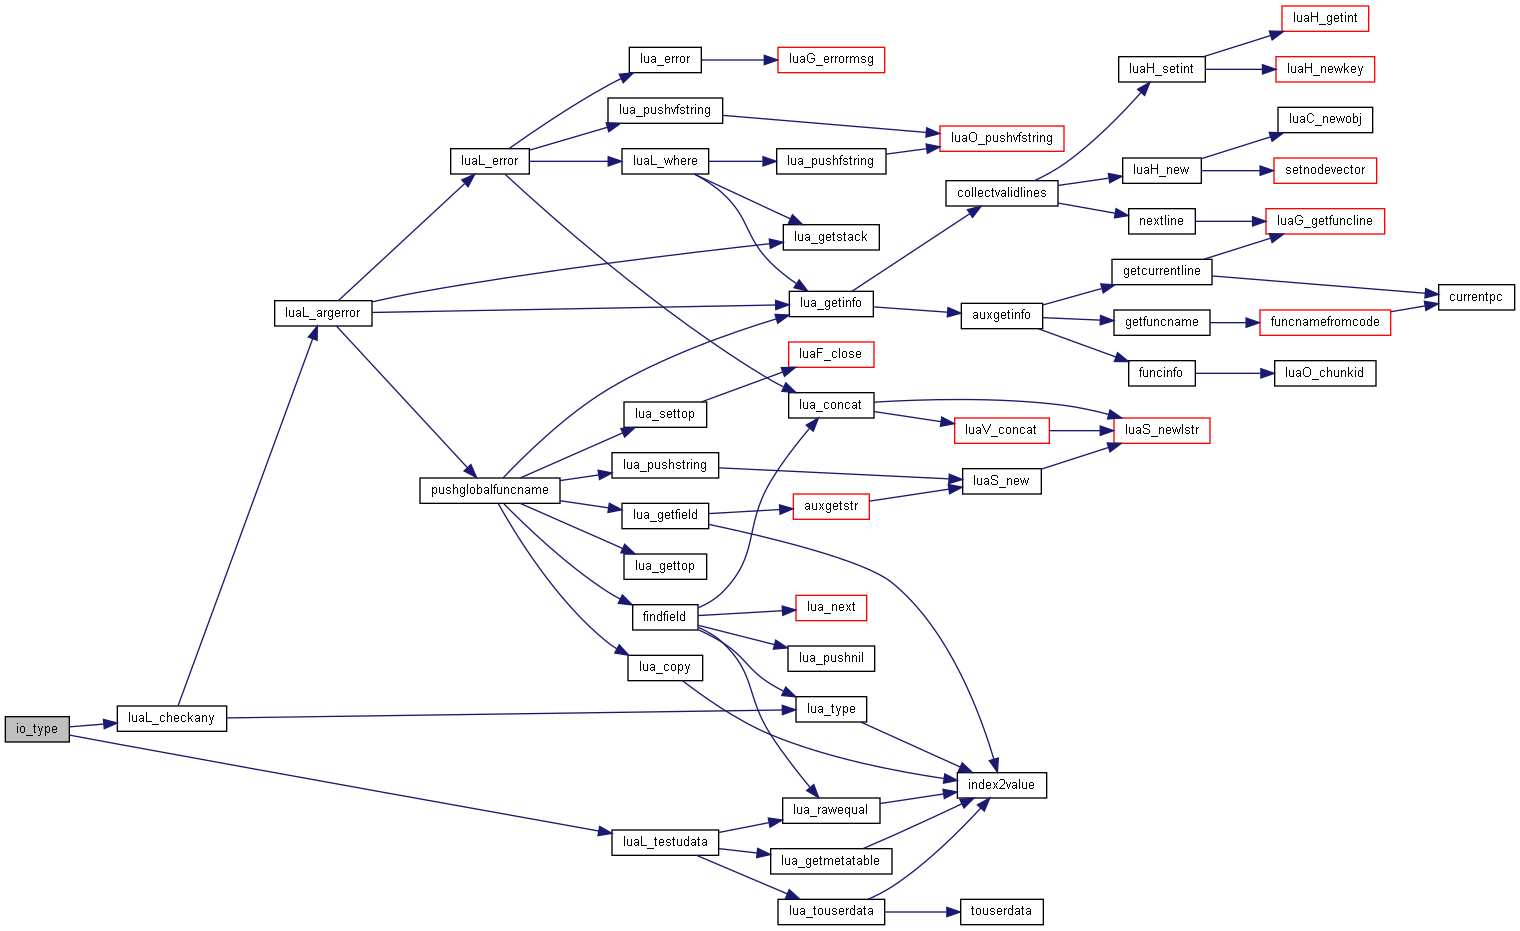 luaH_getint
lua_error
luaG_errormsg
luaH_setint
luaH_newkey
lua_pushvfstring
luaC_newobj
luaO_pushvfstring
luaL_error
luaL_where
lua_pushfstring
luaH_new
setnodevector
collectvalidlines
nextline
luaG_getfuncline
lua_getstack
getcurrentline
lua_getinfo
currentpc
luaL_argerror
auxgetinfo
getfuncname
funcnamefromcode
luaF_close
funcinfo
luaO_chunkid
lua_settop
lua_concat
luaV_concat
luaS_newlstr
lua_pushstring
luaS_new
pushglobalfuncname
lua_getfield
auxgetstr
lua_gettop
findfield
lua_next
lua_pushnil
lua_copy
lua_type
luaL_checkany
io_type
index2value
lua_rawequal
luaL_testudata
lua_getmetatable
lua_touserdata
touserdata